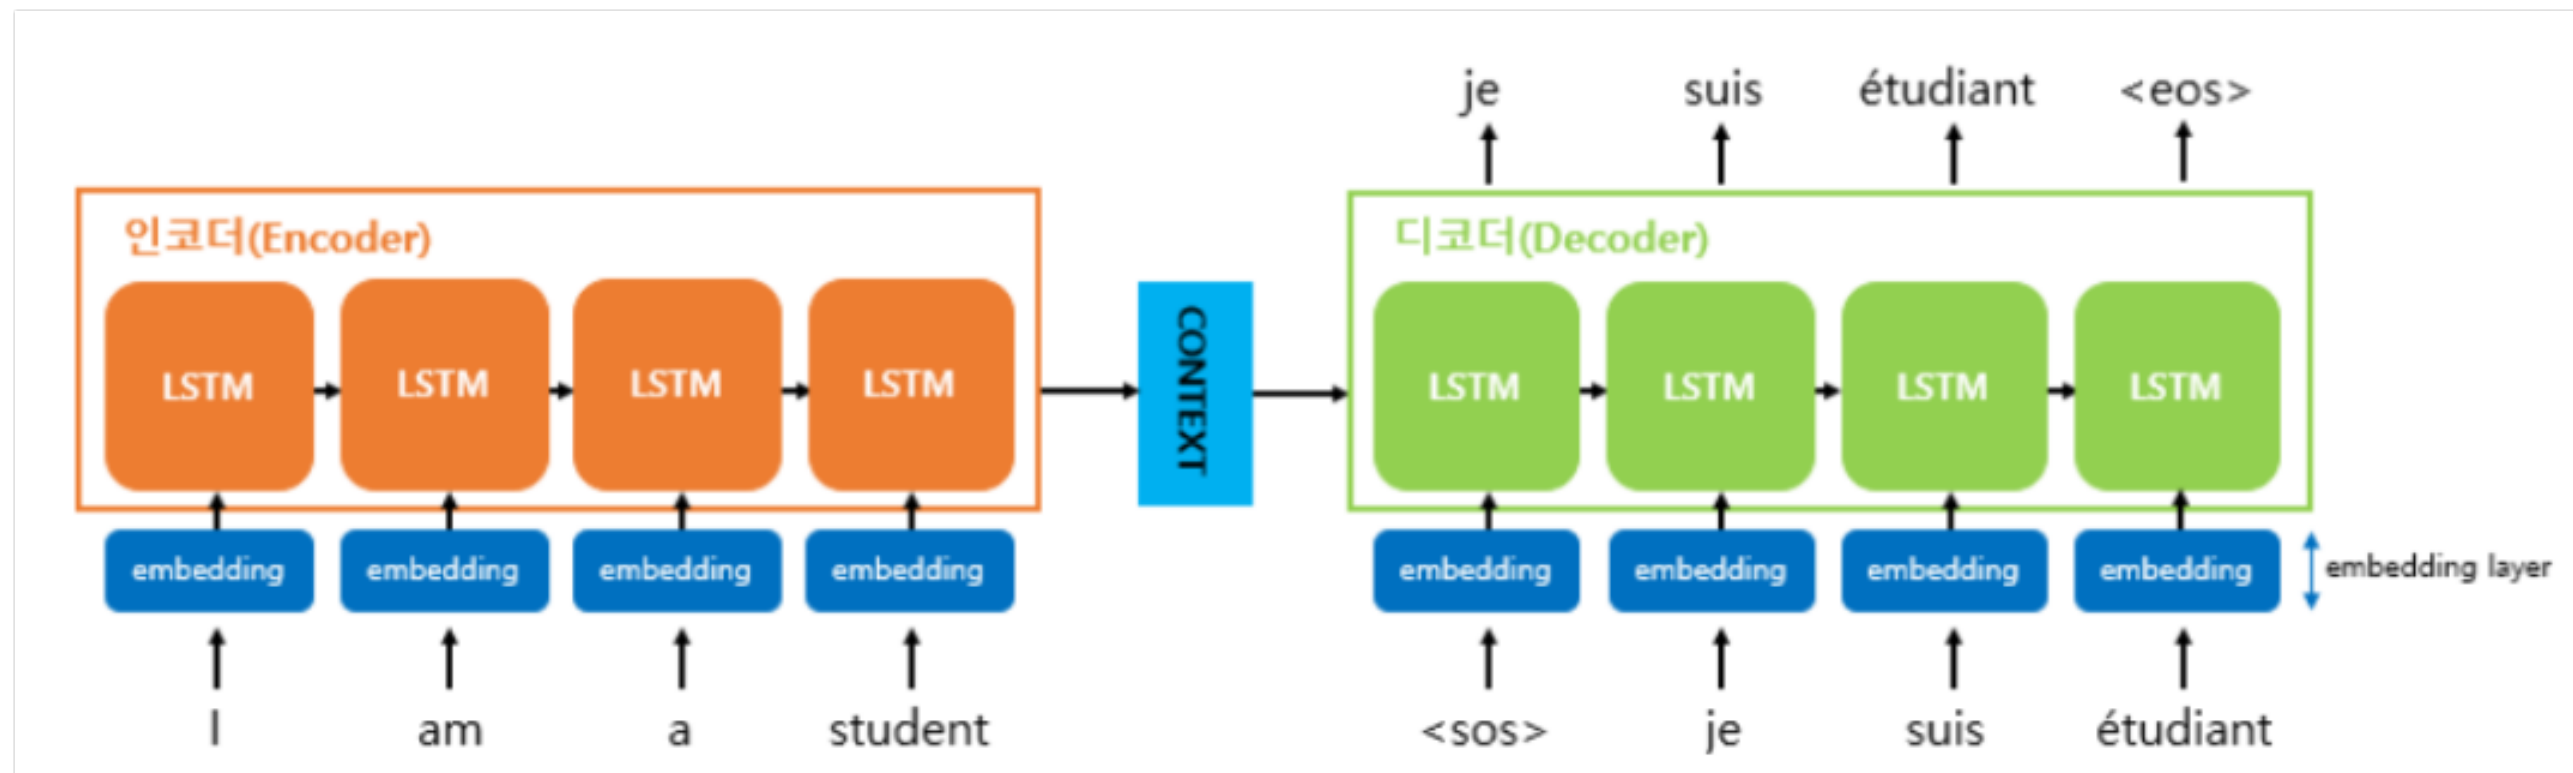 je suis étudiant <eos>
인코더(Encoder)
LSTM LSTM LSTM LSTM
embedding embedding embedding embedding
I am a student
CONTEXT
디코더(Decoder)
LSTM LSTM LSTM LSTM
embedding embedding embedding embedding
embedding layer
<sos> je suis étudiant